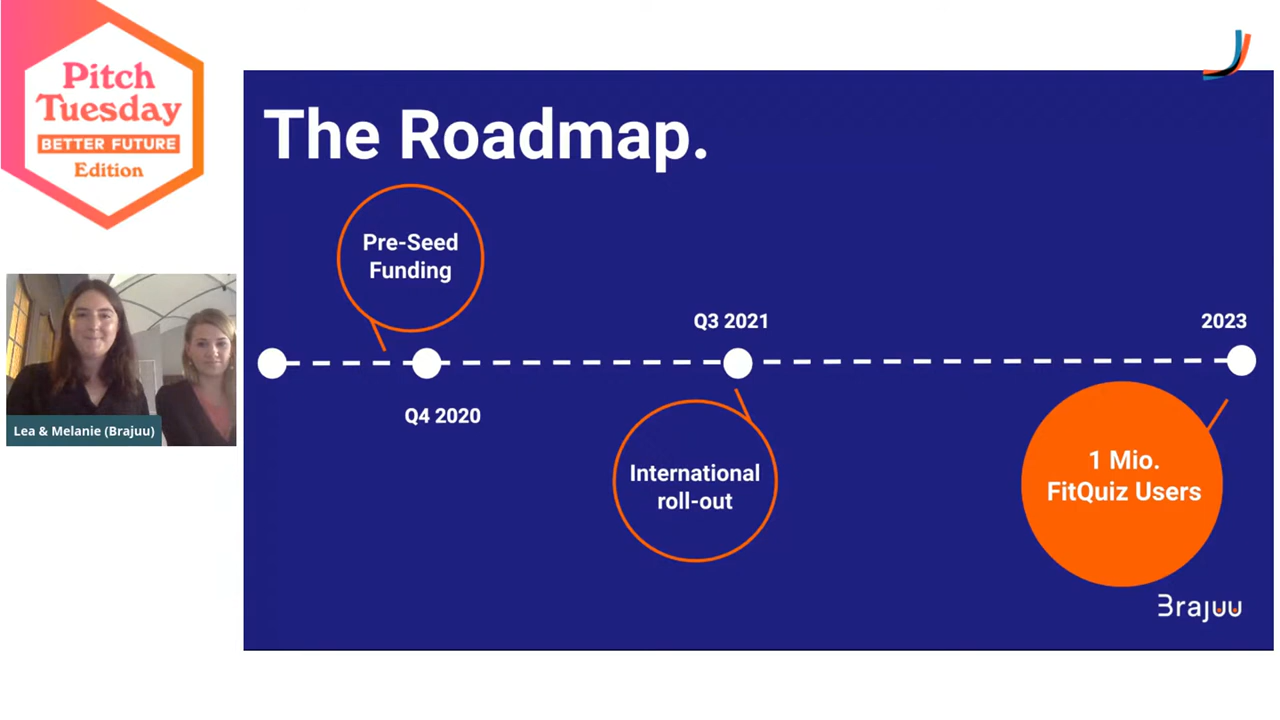 Pitch
Tuesday
BETTER FUTURE
Edition
The Roadmap.
Pre-Seed
Funding
Q4 2020
Q3 2021
International
roll-out
2023
1 Mio.
FitQuiz Users
Brajuu
Lea & Melanie (Brajuu)